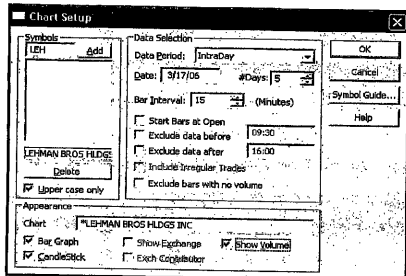 Chart Setup
Symbols
LEH
Add
LEHMAN BROS HLDGS
Delete
Upper case only
Data Selection
Data Period: IntraDay
Date: 3/17/06 #Days: 5
Bar Interval: 15 (Minutes)
Start Bars at Open
Exclude data before 09:30
Exclude data after 16:00
Include Irregular Trades
Exclude bars with no volume
OK
Cancel
Symbol Guide...
Help
Appearance
Chart *LEHMAN BROS HLDGS INC
Bar Graph Show Exchange Show Volume
CandleStick Exch Contributor